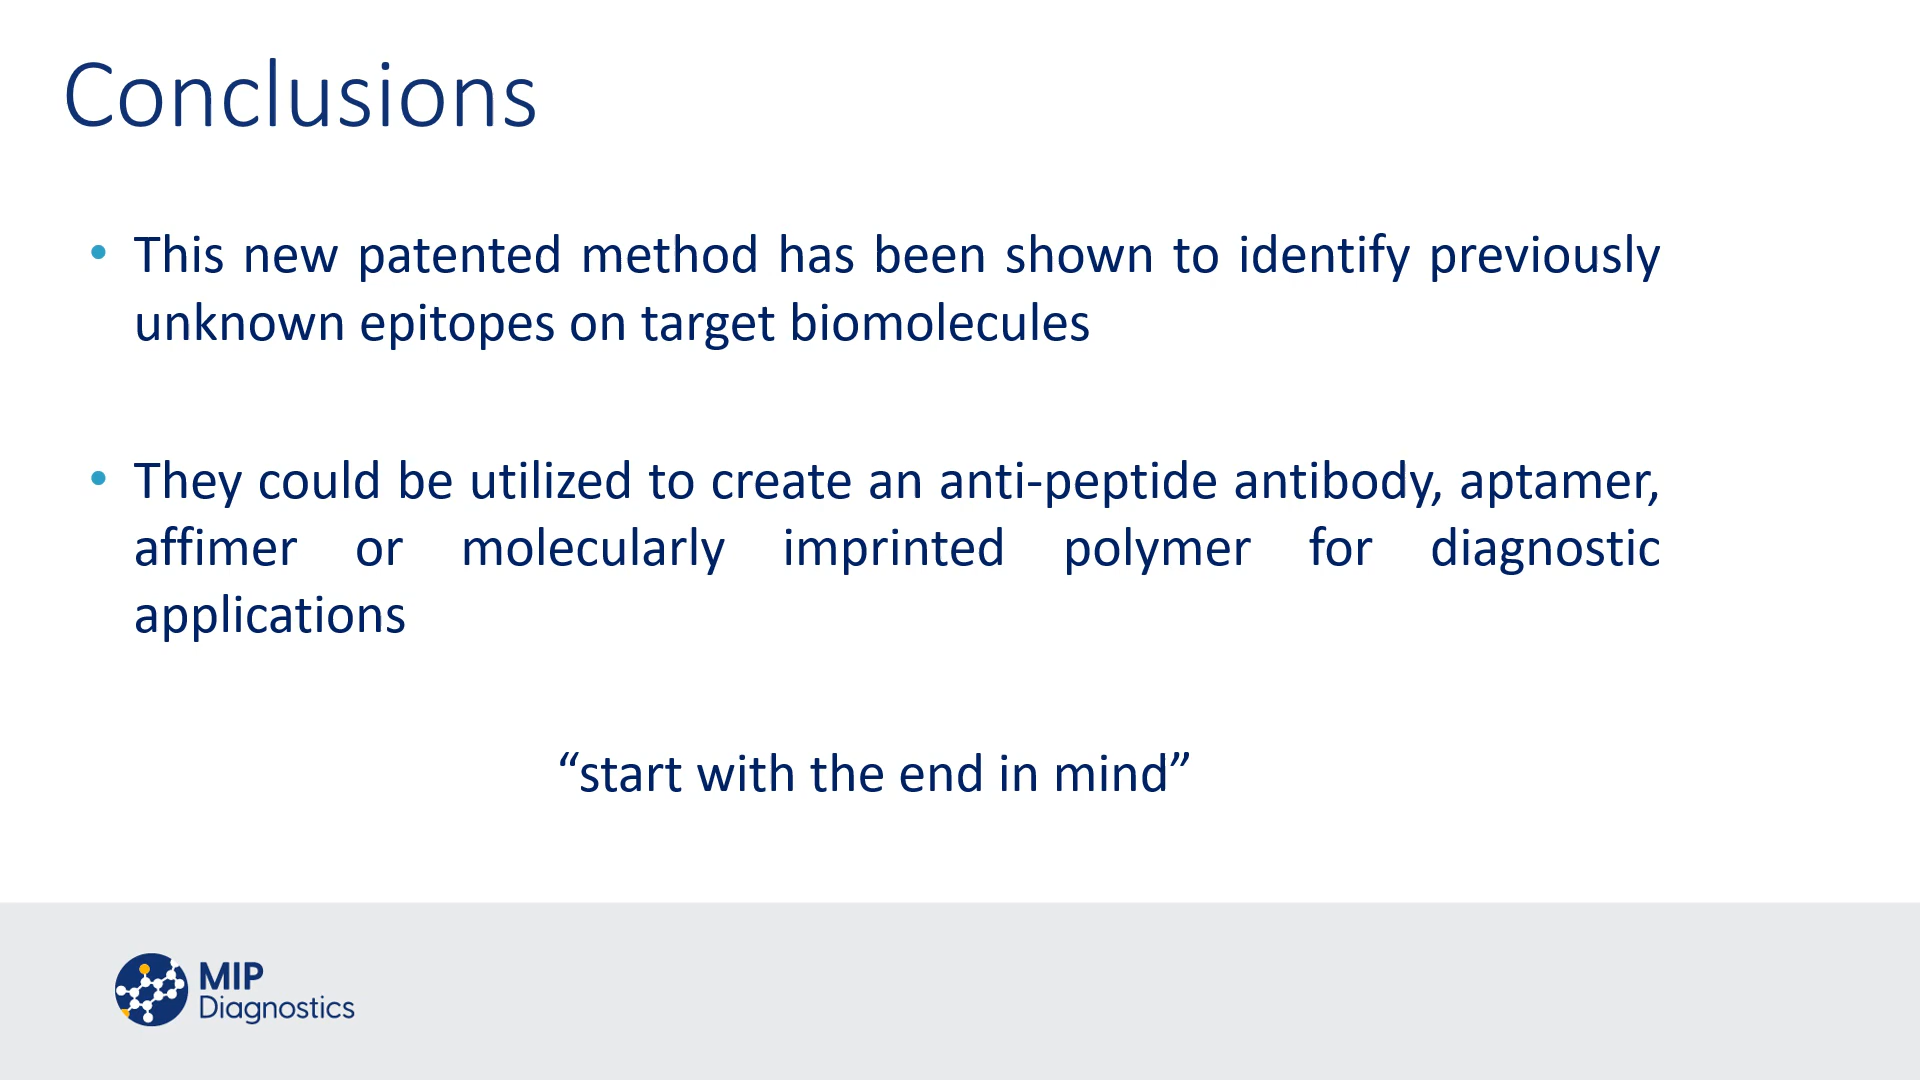 Conclusions
• This new patented method has been shown to identify previously
unknown epitopes on target biomolecules
• They could be utilized to create an anti-peptide antibody, aptamer,
affimer or molecularly imprinted polymer for diagnostic
applications
“start with the end in mind”
MIP
Diagnostics